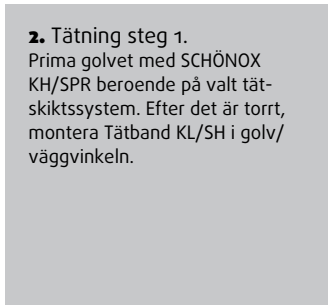 2. Tätning steg 1.
Prima golvet med SCHÖNOX
KH/SPR beroende på valt tät-
skiktssystem. Efter det är torrt,
montera Tätband KL/SH i golv/
väggvinkeln.